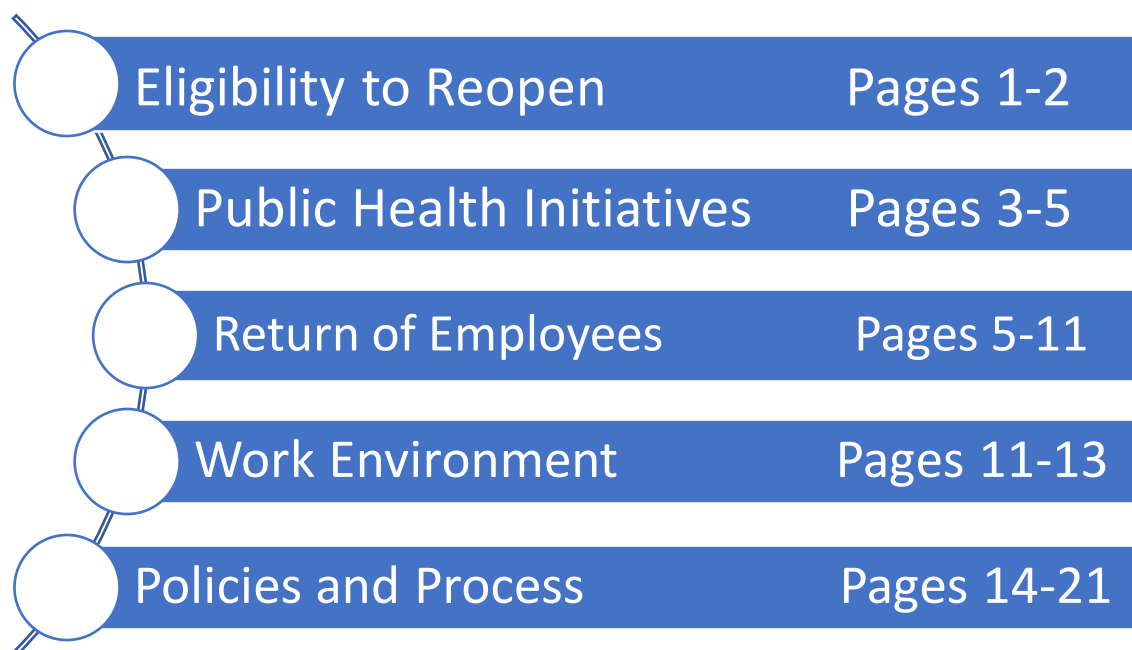 Eligibility to Reopen Pages 1-2
Public Health Initiatives Pages 3-5
Return of Employees Pages 5-11
Work Environment Pages 11-13
Policies and Process Pages 14-21